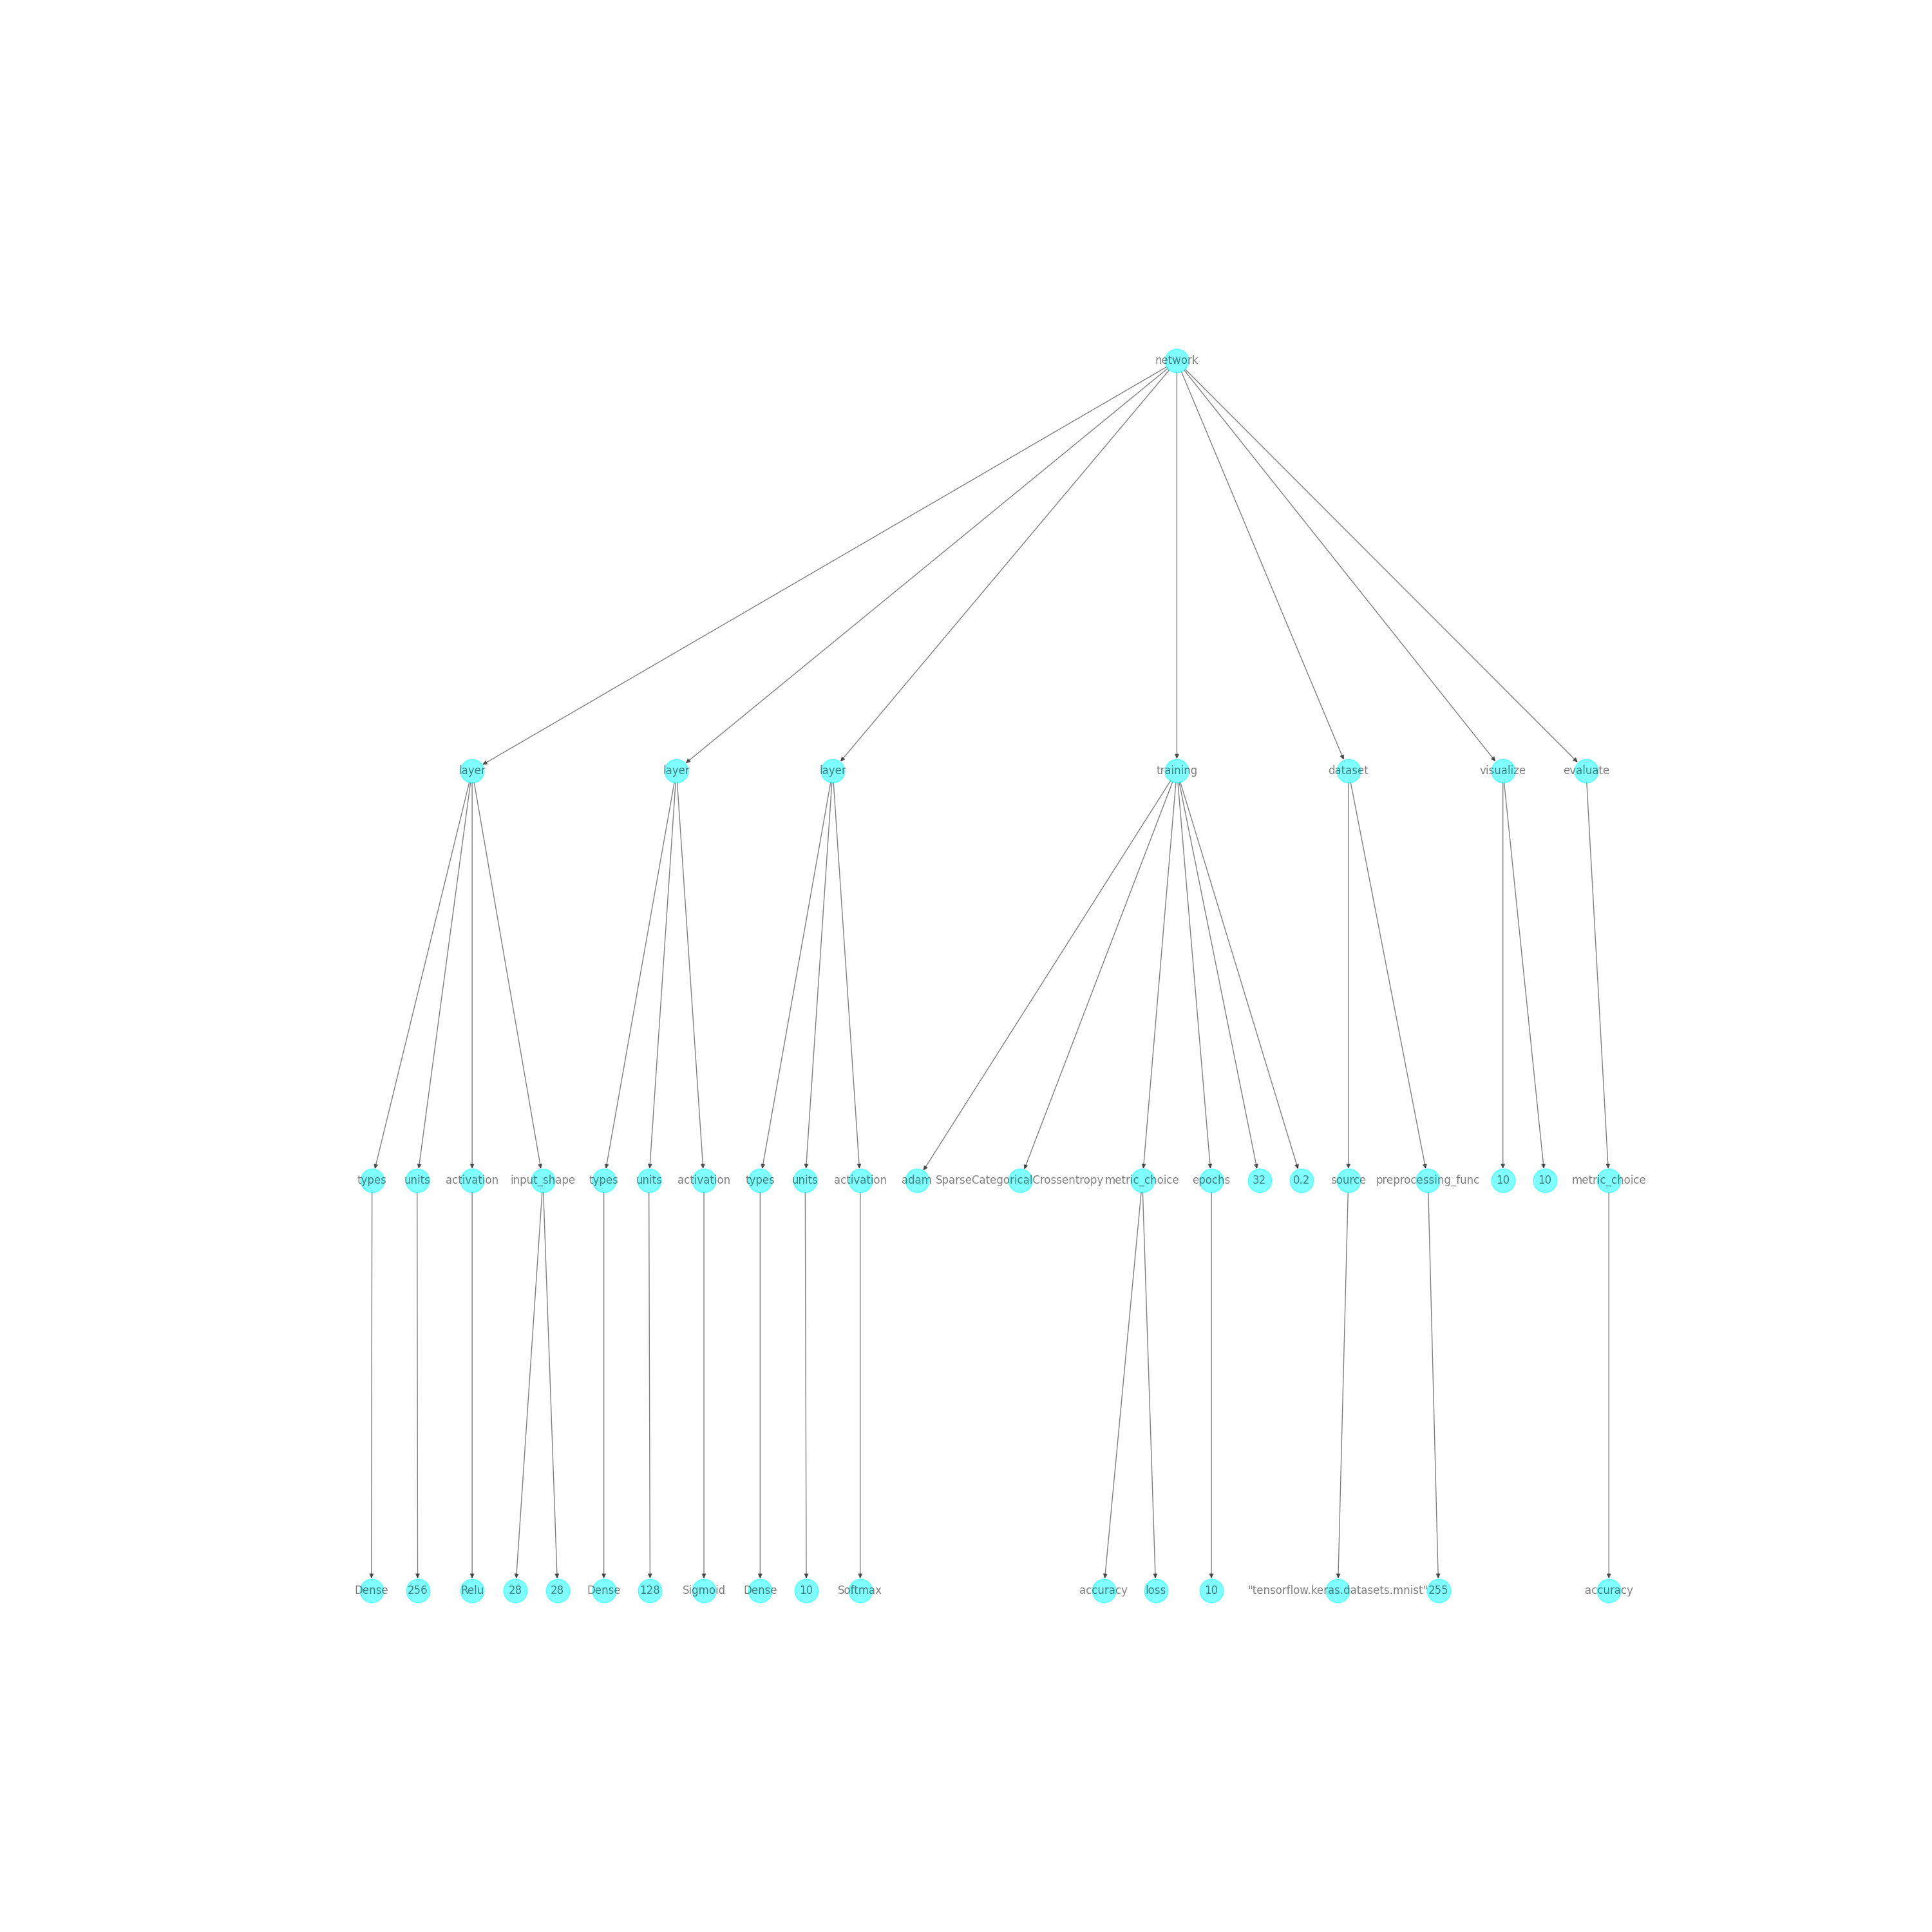 network
layer layer layer training dataset visualize evaluate
types units activation input_shape types units activation types units activation adam SparseCategoricalCrossentropy metric_choice epochs 32 0.2 source preprocessing_func 10 10 metric_choice
Dense 256 Relu 28 28 Dense 128 Sigmoid Dense 10 Softmax accuracy loss 10 "tensorflow.keras.datasets.mnist" 255 accuracy